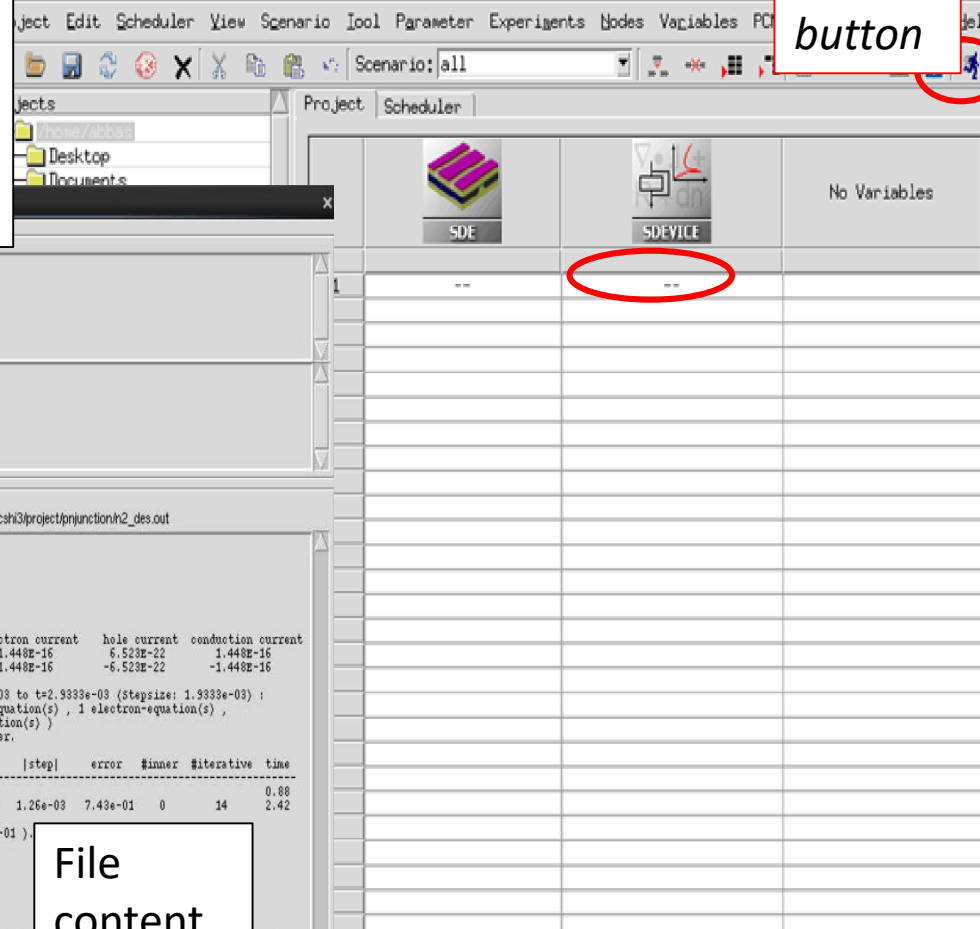 ject Edit Scheduler View Scenario Tool Parameter Experiments Nodes Variables PCM
button
Scenario: all
jects
Project Scheduler
/home/abbas
Desktop
Documents
x
SDE
SDEVICE
No Variables
1
--
--
cshi3/project/pnjunction/n2_des.out
ctron current hole current conduction current
1.448E-16 6.523E-22 1.448E-16
1.448E-16 -6.523E-22 -1.448E-16
03 to t=2.9333e-03 (Stepsize: 1.9333e-03) :
quation(s) , 1 electron-equation(s) ,
tion(s) )
er.
|step| error #inner #iterative time
0.88
1.26e-03 7.43e-01 0 14 2.42
-01 ).
File
content